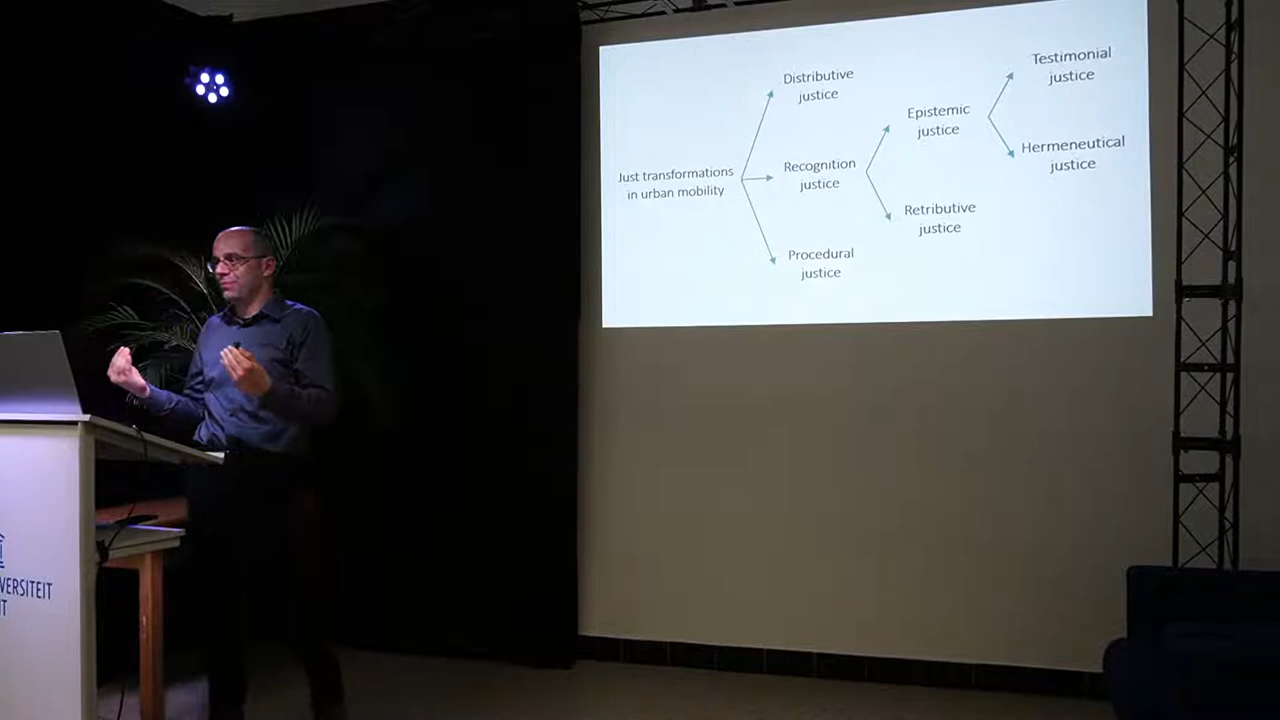 Just transformations
in urban mobility
Distributive
justice
Recognition
justice
Procedural
justice
Epistemic
justice
Retributive
justice
Testimonial
justice
Hermeneutical
justice
VERSITEIT
T